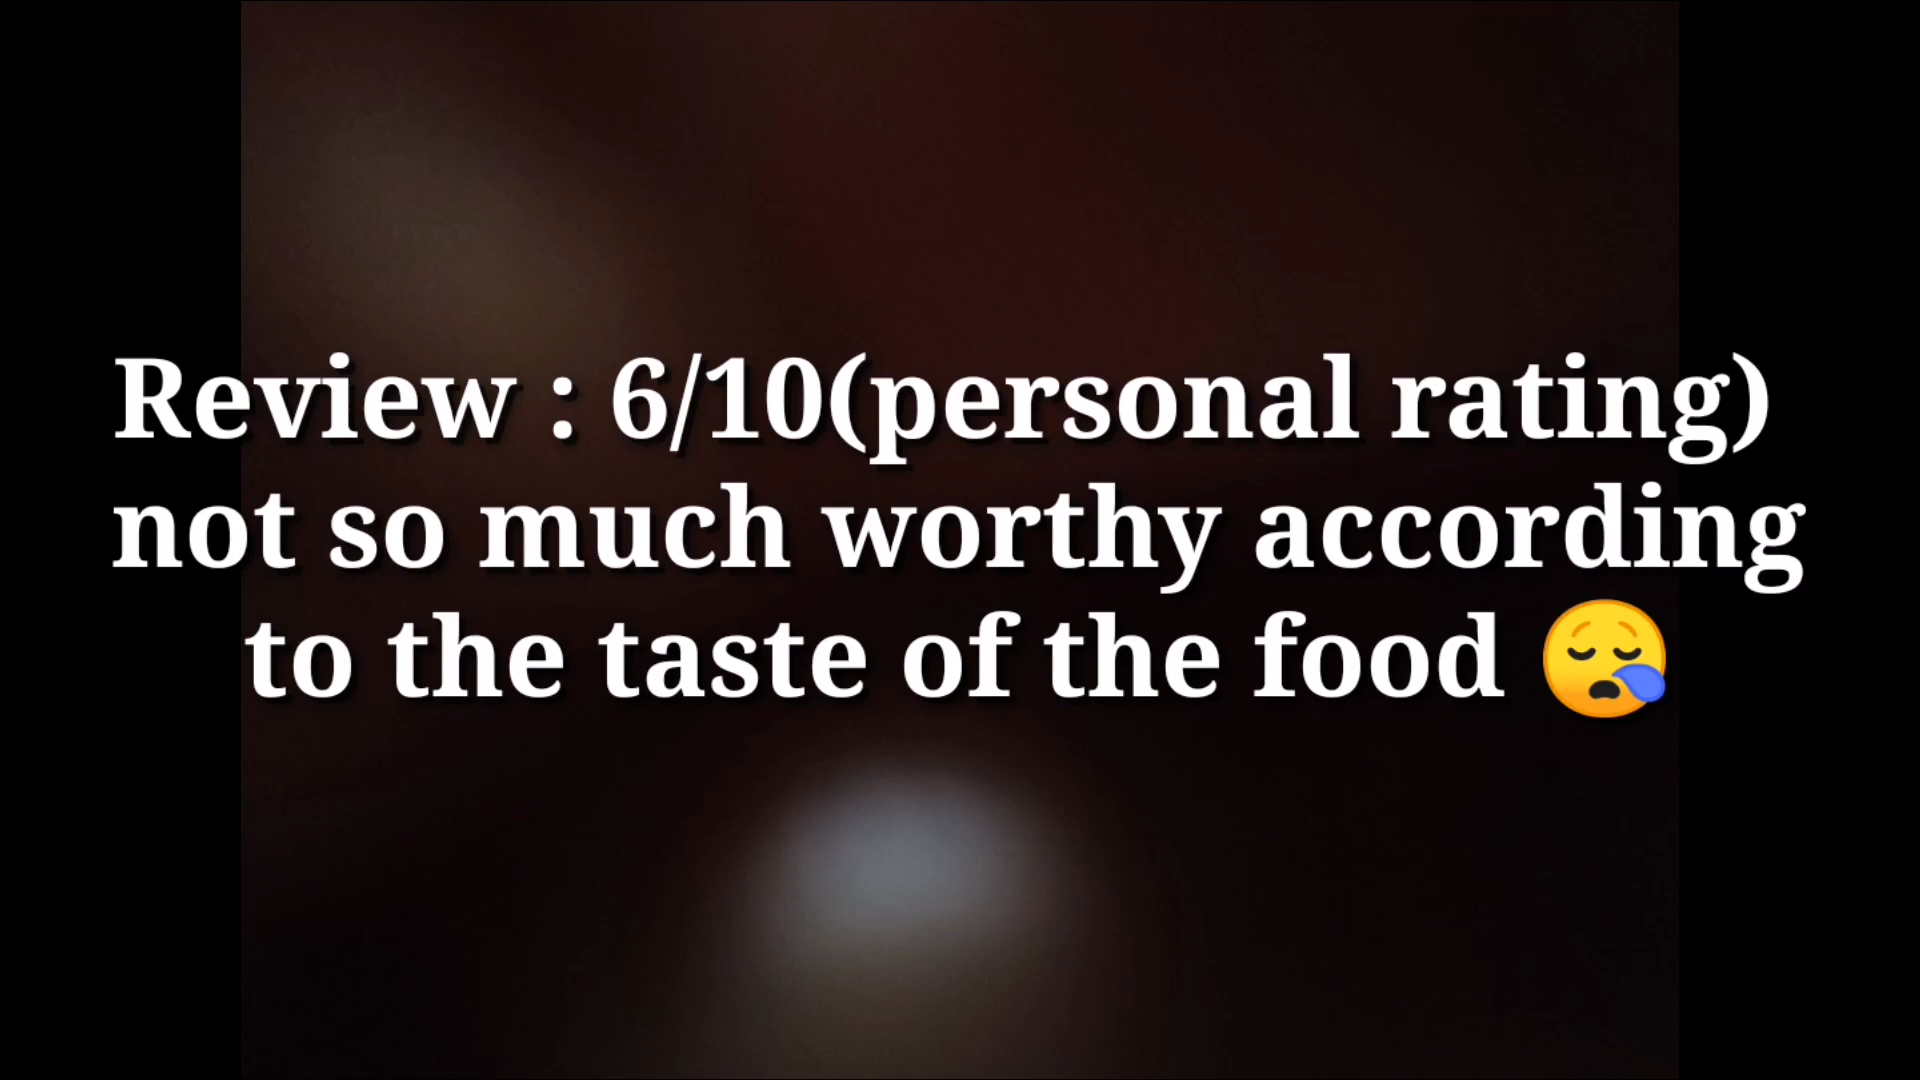 Review : 6/10(personal rating)
not so much worthy according
to the taste of the food 😪